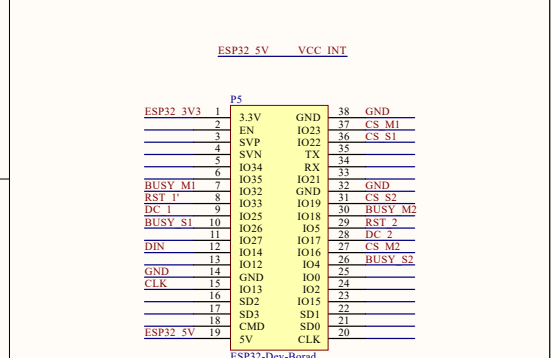 ESP32_5V VCC_INT
P5
ESP32_3V3 1 3.3V GND 38 GND
2 EN IO23 37 CS_M1
3 SVP IO22 36 CS_S1
4 SVN TX 35
5 IO34 RX 34
6 IO35 IO21 33
BUSY_M1 7 IO32 GND 32 GND
RST_1' 8 IO33 IO19 31 CS_S2
DC_1 9 IO25 IO18 30 BUSY_M2
BUSY_S1 10 IO26 IO5 29 RST_2
11 IO27 IO17 28 DC_2
DIN 12 IO14 IO16 27 CS_M2
13 IO12 IO4 26 BUSY_S2
GND 14 GND IO0 25
CLK 15 IO13 IO2 24
16 SD2 IO15 23
17 SD3 SD1 22
18 CMD SD0 21
ESP32_5V 19 5V CLK 20
ESP32-Dev-Borad